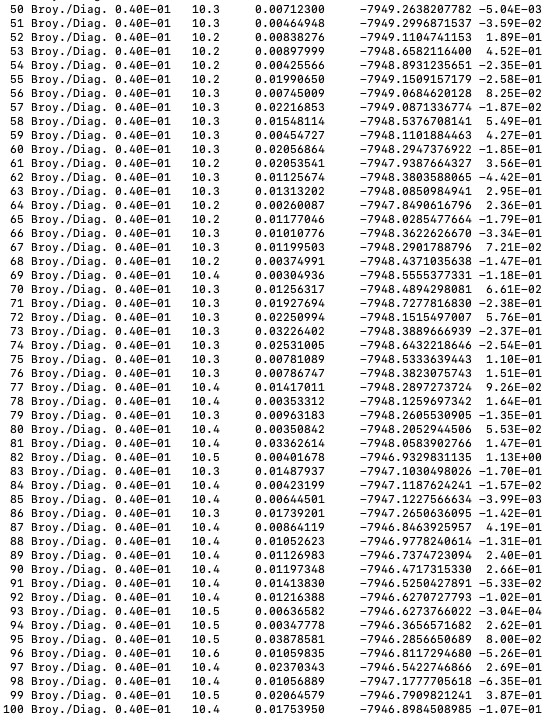 50 Broy./Diag. 0.40E-01 10.3 0.00712300 -7949.2638207782 -5.04E-03
51 Broy./Diag. 0.40E-01 10.3 0.00464948 -7949.2996871537 -3.59E-02
52 Broy./Diag. 0.40E-01 10.2 0.00838276 -7949.1104741153 1.89E-01
53 Broy./Diag. 0.40E-01 10.2 0.00897999 -7948.6582116400 4.52E-01
54 Broy./Diag. 0.40E-01 10.2 0.00425566 -7948.8931235651 -2.35E-01
55 Broy./Diag. 0.40E-01 10.2 0.01990650 -7949.1509157179 -2.58E-01
56 Broy./Diag. 0.40E-01 10.3 0.00745009 -7949.0684620128 8.25E-02
57 Broy./Diag. 0.40E-01 10.3 0.02216853 -7949.0871336774 -1.87E-02
58 Broy./Diag. 0.40E-01 10.3 0.01548114 -7948.5376708141 5.49E-01
59 Broy./Diag. 0.40E-01 10.3 0.00454727 -7948.1101884463 4.27E-01
60 Broy./Diag. 0.40E-01 10.3 0.02056864 -7948.2947376922 -1.85E-01
61 Broy./Diag. 0.40E-01 10.2 0.02053541 -7947.9387664327 3.56E-01
62 Broy./Diag. 0.40E-01 10.3 0.01125674 -7948.3803588065 -4.42E-01
63 Broy./Diag. 0.40E-01 10.3 0.01313202 -7948.0850984941 2.95E-01
64 Broy./Diag. 0.40E-01 10.2 0.00260087 -7947.8490616796 2.36E-01
65 Broy./Diag. 0.40E-01 10.2 0.01177046 -7948.0285477664 -1.79E-01
66 Broy./Diag. 0.40E-01 10.3 0.01010776 -7948.3622626670 -3.34E-01
67 Broy./Diag. 0.40E-01 10.3 0.01199503 -7948.2901788796 7.21E-02
68 Broy./Diag. 0.40E-01 10.2 0.00374991 -7948.4371035638 -1.47E-01
69 Broy./Diag. 0.40E-01 10.4 0.00304936 -7948.5555377331 -1.18E-01
70 Broy./Diag. 0.40E-01 10.3 0.01256317 -7948.4894298081 6.61E-02
71 Broy./Diag. 0.40E-01 10.3 0.01927694 -7948.7277816830 -2.38E-01
72 Broy./Diag. 0.40E-01 10.3 0.02250994 -7948.1515497007 5.76E-01
73 Broy./Diag. 0.40E-01 10.3 0.03226402 -7948.3889666939 -2.37E-01
74 Broy./Diag. 0.40E-01 10.3 0.02531005 -7948.6432218646 -2.54E-01
75 Broy./Diag. 0.40E-01 10.3 0.00781089 -7948.5333639443 1.10E-01
76 Broy./Diag. 0.40E-01 10.3 0.00786747 -7948.3823075743 1.51E-01
77 Broy./Diag. 0.40E-01 10.4 0.01417011 -7948.2897273724 9.26E-02
78 Broy./Diag. 0.40E-01 10.4 0.00353312 -7948.1259697342 1.64E-01
79 Broy./Diag. 0.40E-01 10.3 0.00963183 -7948.2605530905 -1.35E-01
80 Broy./Diag. 0.40E-01 10.4 0.00350842 -7948.2052944506 5.53E-02
81 Broy./Diag. 0.40E-01 10.4 0.03362614 -7948.0583902766 1.47E-01
82 Broy./Diag. 0.40E-01 10.5 0.00401678 -7946.9329831135 1.13E+00
83 Broy./Diag. 0.40E-01 10.3 0.01487937 -7947.1030498026 -1.70E-01
84 Broy./Diag. 0.40E-01 10.4 0.00423199 -7947.1187624241 -1.57E-02
85 Broy./Diag. 0.40E-01 10.4 0.00644501 -7947.1227566634 -3.99E-03
86 Broy./Diag. 0.40E-01 10.3 0.01739201 -7947.2650636095 -1.42E-01
87 Broy./Diag. 0.40E-01 10.4 0.00864119 -7946.8463925957 4.19E-01
88 Broy./Diag. 0.40E-01 10.4 0.01052623 -7946.9778240614 -1.31E-01
89 Broy./Diag. 0.40E-01 10.4 0.01126983 -7946.7374723094 2.40E-01
90 Broy./Diag. 0.40E-01 10.4 0.01197348 -7946.4717315330 2.66E-01
91 Broy./Diag. 0.40E-01 10.4 0.01413830 -7946.5250427891 -5.33E-02
92 Broy./Diag. 0.40E-01 10.4 0.01216388 -7946.6270727793 -1.02E-01
93 Broy./Diag. 0.40E-01 10.5 0.00636582 -7946.6273766022 -3.04E-04
94 Broy./Diag. 0.40E-01 10.5 0.00347778 -7946.3656571682 2.62E-01
95 Broy./Diag. 0.40E-01 10.5 0.03878581 -7946.2856650689 8.00E-02
96 Broy./Diag. 0.40E-01 10.6 0.01059835 -7946.8117294680 -5.26E-01
97 Broy./Diag. 0.40E-01 10.4 0.02370343 -7946.5422746866 2.69E-01
98 Broy./Diag. 0.40E-01 10.4 0.01056889 -7947.1777705618 -6.35E-01
99 Broy./Diag. 0.40E-01 10.5 0.02064579 -7946.7909821241 3.87E-01
100 Broy./Diag. 0.40E-01 10.4 0.01753950 -7946.8984508985 -1.07E-01